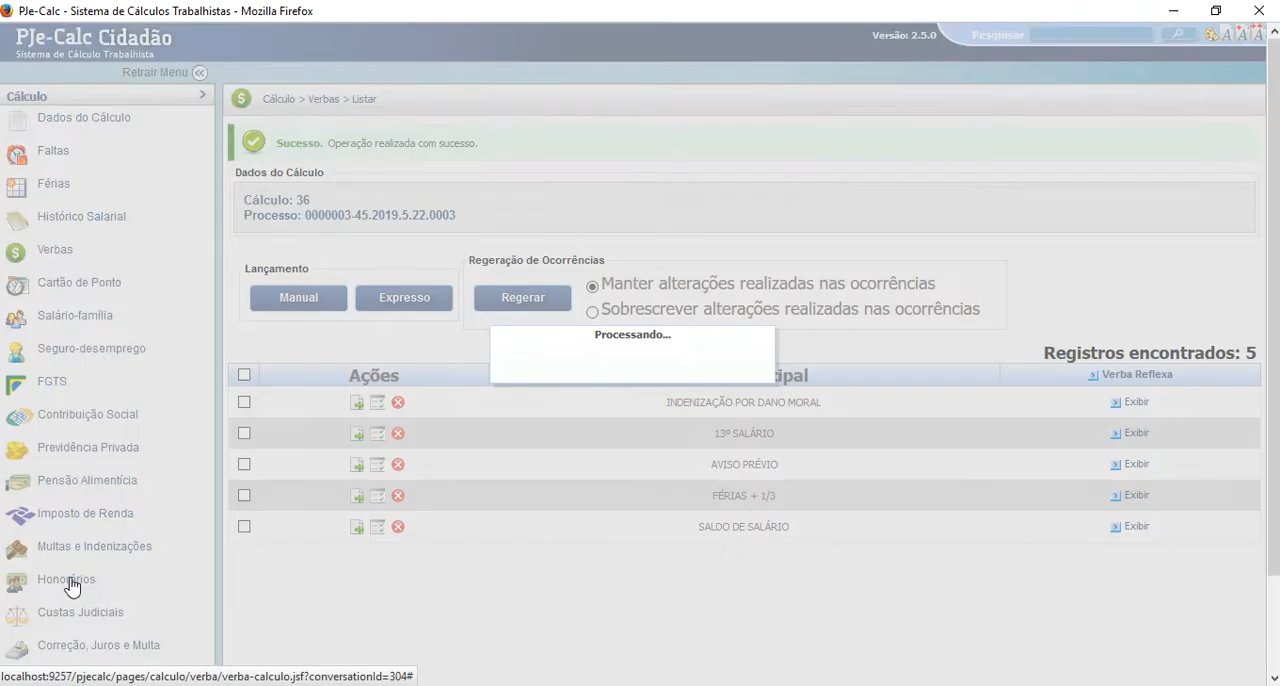 PJe-Calc - Sistema de Cálculos Trabalhistas - Mozilla Firefox
PJe-Calc Cidadão
Sistema de Cálculo Trabalhista
Versão: 2.5.0
Pesquisar
Retrair Menu
Cálculo
Dados do Cálculo
Faltas
Férias
Histórico Salarial
Verbas
Cartão de Ponto
Salário-família
Seguro-desemprego
FGTS
Contribuição Social
Previdência Privada
Pensão Alimentícia
Imposto de Renda
Multas e Indenizações
Honorários
Custas Judiciais
Correção, Juros e Multa
Cálculo > Verbas > Listar
Sucesso. Operação realizada com sucesso.
Dados do Cálculo
Cálculo: 36
Processo: 0000003-45.2019.5.22.0003
Lançamento
Manual Expresso
Regeração de Ocorrências
Regerar
Manter alterações realizadas nas ocorrências
Sobrescrever alterações realizadas nas ocorrências
Processando...
Registros encontrados: 5
Ações cipal Verba Reflexa
INDENIZAÇÃO POR DANO MORAL Exibir
13º SALÁRIO Exibir
AVISO PRÉVIO Exibir
FÉRIAS + 1/3 Exibir
SALDO DE SALÁRIO Exibir
localhost:9257/pjecalc/pages/calculo/verba/verba-calculo.jsf?conversationId=304#